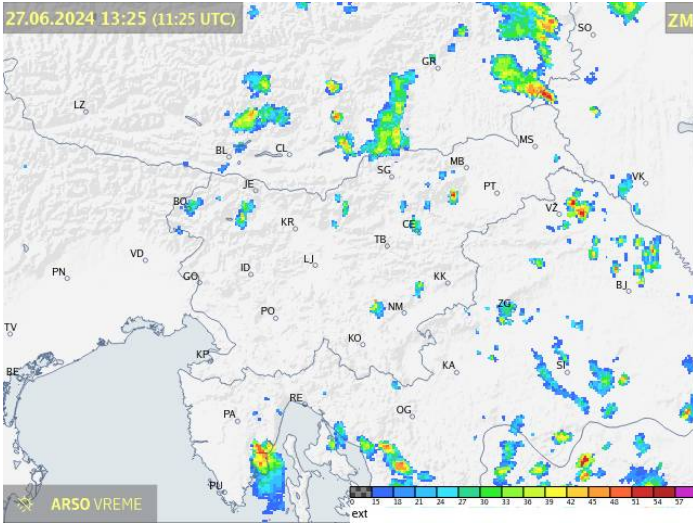 27.06.2024 13:25 (11:25 UTC)
ZM
SO
GR
LZ
MS
BL
CL
SG
MB
VK
JE
PT
BO
VŽ
KR
CE
TB
VD
LJ
PN
GO
ID
KK
BJ
PO
NM
ZG
TV
KO
KP
BE
KA
SI
RE
PA
OG
PU
ARSO VREME
0 15 18 21 24 27 30 33 36 39 42 45 48 51 54 57
ext